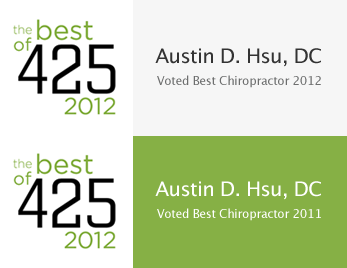 the best
of 425
2012
Austin D. Hsu, DC
Voted Best Chiropractor 2012
the best
of 425
2012
Austin D. Hsu, DC
Voted Best Chiropractor 2011